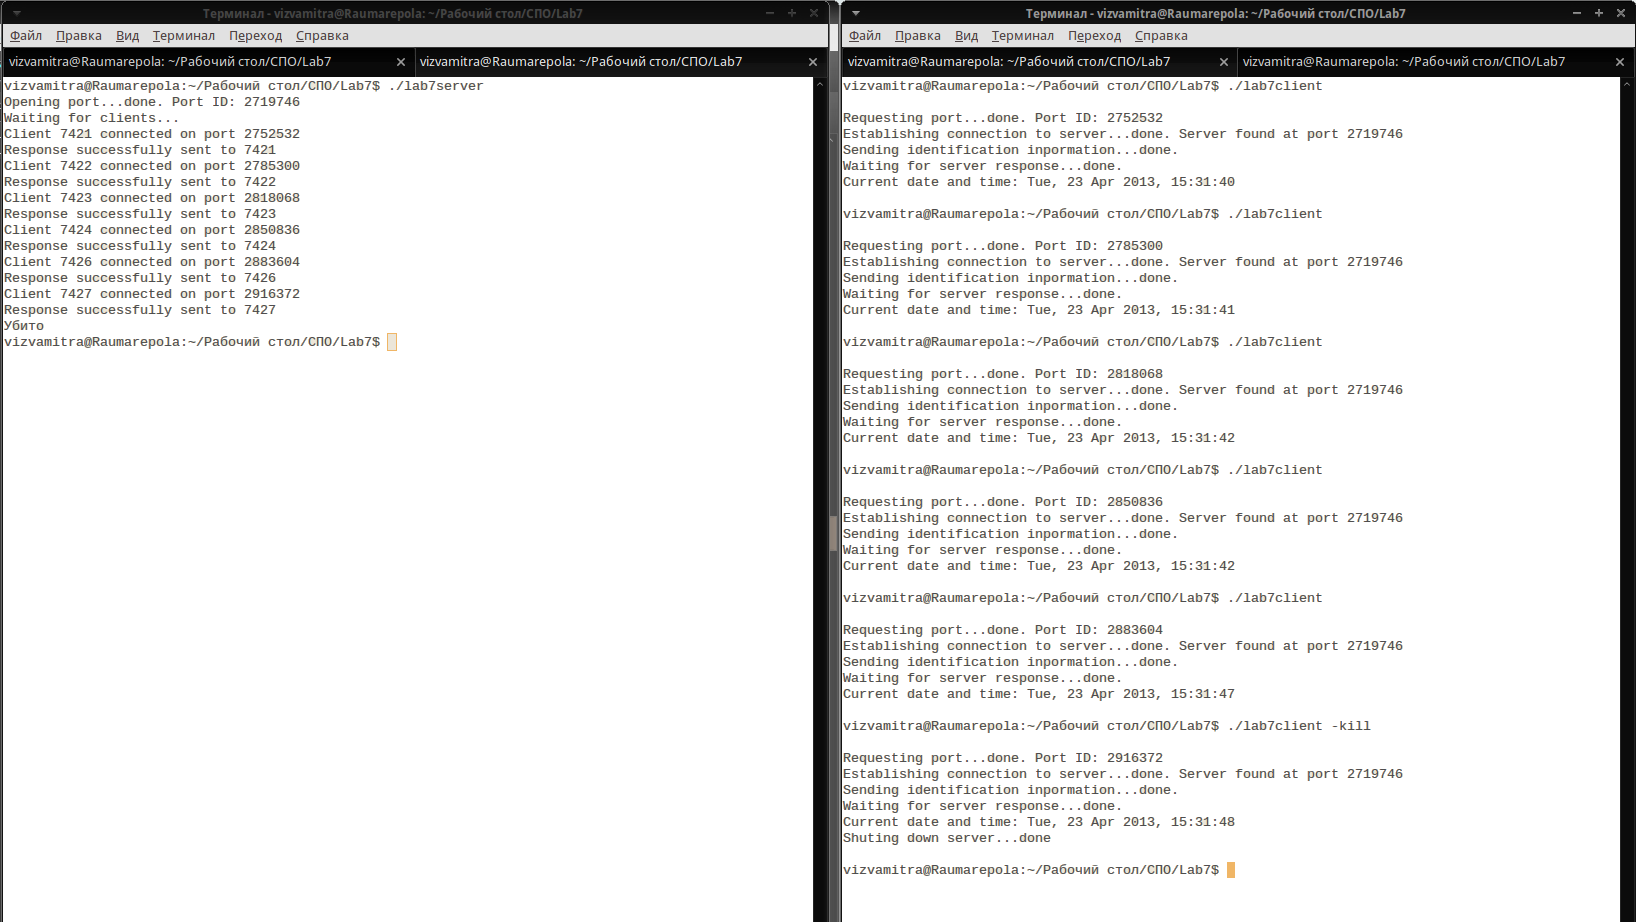 Терминал - vizvamitra@Raumarepola: ~/Рабочий стол/СПО/Lab7
Файл Правка Вид Терминал Переход Справка
vizvamitra@Raumarepola: ~/Рабочий стол/СПО/Lab7 vizvamitra@Raumarepola: ~/Рабочий стол/СПО/Lab7
vizvamitra@Raumarepola:~/Рабочий стол/СПО/Lab7$ ./lab7server
Opening port...done. Port ID: 2719746
Waiting for clients...
Client 7421 connected on port 2752532
Response successfully sent to 7421
Client 7422 connected on port 2785300
Response successfully sent to 7422
Client 7423 connected on port 2818068
Response successfully sent to 7423
Client 7424 connected on port 2850836
Response successfully sent to 7424
Client 7426 connected on port 2883604
Response successfully sent to 7426
Client 7427 connected on port 2916372
Response successfully sent to 7427
Убито
vizvamitra@Raumarepola:~/Рабочий стол/СПО/Lab7$
Терминал - vizvamitra@Raumarepola: ~/Рабочий стол/СПО/Lab7
Файл Правка Вид Терминал Переход Справка
vizvamitra@Raumarepola: ~/Рабочий стол/СПО/Lab7 vizvamitra@Raumarepola: ~/Рабочий стол/СПО/Lab7
vizvamitra@Raumarepola:~/Рабочий стол/СПО/Lab7$ ./lab7client
Requesting port...done. Port ID: 2752532
Establishing connection to server...done. Server found at port 2719746
Sending identification inpormation...done.
Waiting for server response...done.
Current date and time: Tue, 23 Apr 2013, 15:31:40
vizvamitra@Raumarepola:~/Рабочий стол/СПО/Lab7$ ./lab7client
Requesting port...done. Port ID: 2785300
Establishing connection to server...done. Server found at port 2719746
Sending identification inpormation...done.
Waiting for server response...done.
Current date and time: Tue, 23 Apr 2013, 15:31:41
vizvamitra@Raumarepola:~/Рабочий стол/СПО/Lab7$ ./lab7client
Requesting port...done. Port ID: 2818068
Establishing connection to server...done. Server found at port 2719746
Sending identification inpormation...done.
Waiting for server response...done.
Current date and time: Tue, 23 Apr 2013, 15:31:42
vizvamitra@Raumarepola:~/Рабочий стол/СПО/Lab7$ ./lab7client
Requesting port...done. Port ID: 2850836
Establishing connection to server...done. Server found at port 2719746
Sending identification inpormation...done.
Waiting for server response...done.
Current date and time: Tue, 23 Apr 2013, 15:31:42
vizvamitra@Raumarepola:~/Рабочий стол/СПО/Lab7$ ./lab7client
Requesting port...done. Port ID: 2883604
Establishing connection to server...done. Server found at port 2719746
Sending identification inpormation...done.
Waiting for server response...done.
Current date and time: Tue, 23 Apr 2013, 15:31:47
vizvamitra@Raumarepola:~/Рабочий стол/СПО/Lab7$ ./lab7client -kill
Requesting port...done. Port ID: 2916372
Establishing connection to server...done. Server found at port 2719746
Sending identification inpormation...done.
Waiting for server response...done.
Current date and time: Tue, 23 Apr 2013, 15:31:48
Shuting down server...done
vizvamitra@Raumarepola:~/Рабочий стол/СПО/Lab7$